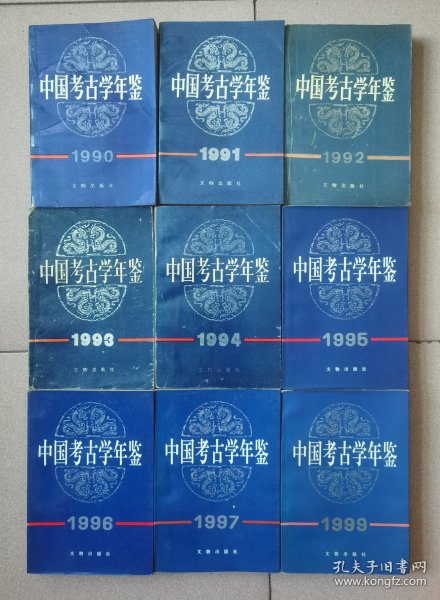 中国考古学年鉴
1990
文物出版社
中国考古学年鉴
1991
文物出版社
中国考古学年鉴
1992
文物出版社
中国考古学年鉴
1993
文物出版社
中国考古学年鉴
1994
文物出版社
中国考古学年鉴
1995
文物出版社
中国考古学年鉴
1996
文物出版社
中国考古学年鉴
1997
文物出版社
中国考古学年鉴
1999
文物出版社
孔夫子旧书网
www.kongfz.com